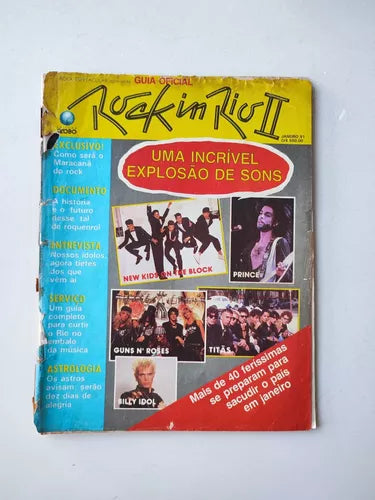 GUIA OFICIAL
Rock in Rio II
GLOBO
JANEIRO 91
EXCLUSIVO!
Como será o
Maracanã
do rock
DOCUMENTO
A história
e o futuro
desse tal
de roquenrol
ENTREVISTA
Nossos ídolos,
agora tietes
dos que
vêm aí
SERVIÇO
Um guia
completo
para curtir
o Rio no
embalo
da música
ASTROLOGIA
Os astros
avisam: serão
dez dias de
alegria
UMA INCRÍVEL
EXPLOSÃO DE SONS
NEW KIDS ON THE BLOCK
PRINCE
GUNS N' ROSES
TITÃS
BILLY IDOL
Mais de 40 feríssimas
se preparam para
sacudir o país
em janeiro